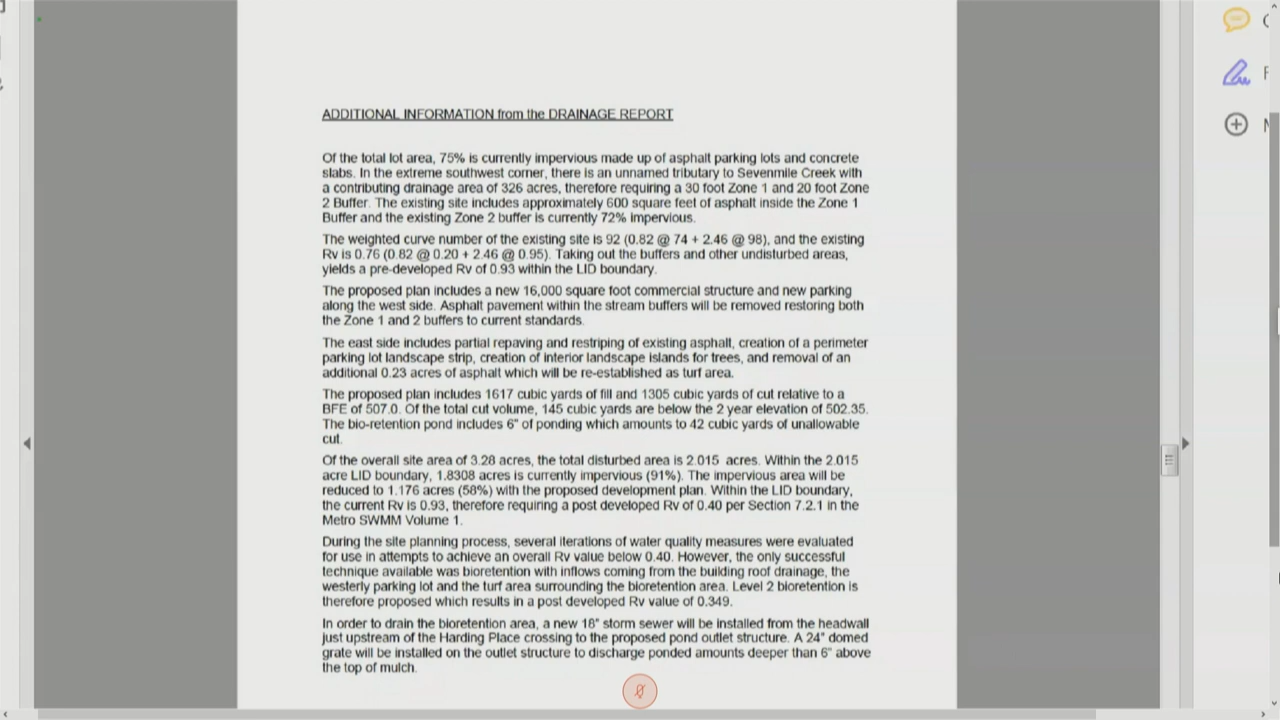 ADDITIONAL INFORMATION from the DRAINAGE REPORT
Of the total lot area, 75% is currently impervious made up of asphalt parking lots and concrete
slabs. In the extreme southwest corner, there is an unnamed tributary to Sevenmile Creek with
a contributing drainage area of 326 acres, therefore requiring a 30 foot Zone 1 and 20 foot Zone
2 Buffer. The existing site includes approximately 600 square feet of asphalt inside the Zone 1
Buffer and the existing Zone 2 buffer is currently 72% impervious.
The weighted curve number of the existing site is 92 (0.82 @ 74 + 2.46 @ 98), and the existing
Rv is 0.76 (0.82 @ 0.20 + 2.46 @ 0.95). Taking out the buffers and other undisturbed areas,
yields a pre-developed Rv of 0.93 within the LID boundary.
The proposed plan includes a new 16,000 square foot commercial structure and new parking
along the west side. Asphalt pavement within the stream buffers will be removed restoring both
the Zone 1 and 2 buffers to current standards.
The east side includes partial repaving and restriping of existing asphalt, creation of a perimeter
parking lot landscape strip, creation of interior landscape islands for trees, and removal of an
additional 0.23 acres of asphalt which will be re-established as turf area.
The proposed plan includes 1617 cubic yards of fill and 1305 cubic yards of cut relative to a
BFE of 507.0. Of the total cut volume, 145 cubic yards are below the 2 year elevation of 502.35.
The bio-retention pond includes 6" of ponding which amounts to 42 cubic yards of unallowable
cut.
Of the overall site area of 3.28 acres, the total disturbed area is 2.015 acres. Within the 2.015
acre LID boundary, 1.8308 acres is currently impervious (91%). The impervious area will be
reduced to 1.176 acres (58%) with the proposed development plan. Within the LID boundary,
the current Rv is 0.93, therefore requiring a post developed Rv of 0.40 per Section 7.2.1 in the
Metro SWMM Volume 1.
During the site planning process, several iterations of water quality measures were evaluated
for use in attempts to achieve an overall Rv value below 0.40. However, the only successful
technique available was bioretention with inflows coming from the building roof drainage, the
westerly parking lot and the turf area surrounding the bioretention area. Level 2 bioretention is
therefore proposed which results in a post developed Rv value of 0.349.
In order to drain the bioretention area, a new 18" storm sewer will be installed from the headwall
just upstream of the Harding Place crossing to the proposed pond outlet structure. A 24" domed
grate will be installed on the outlet structure to discharge ponded amounts deeper than 6" above
the top of mulch.